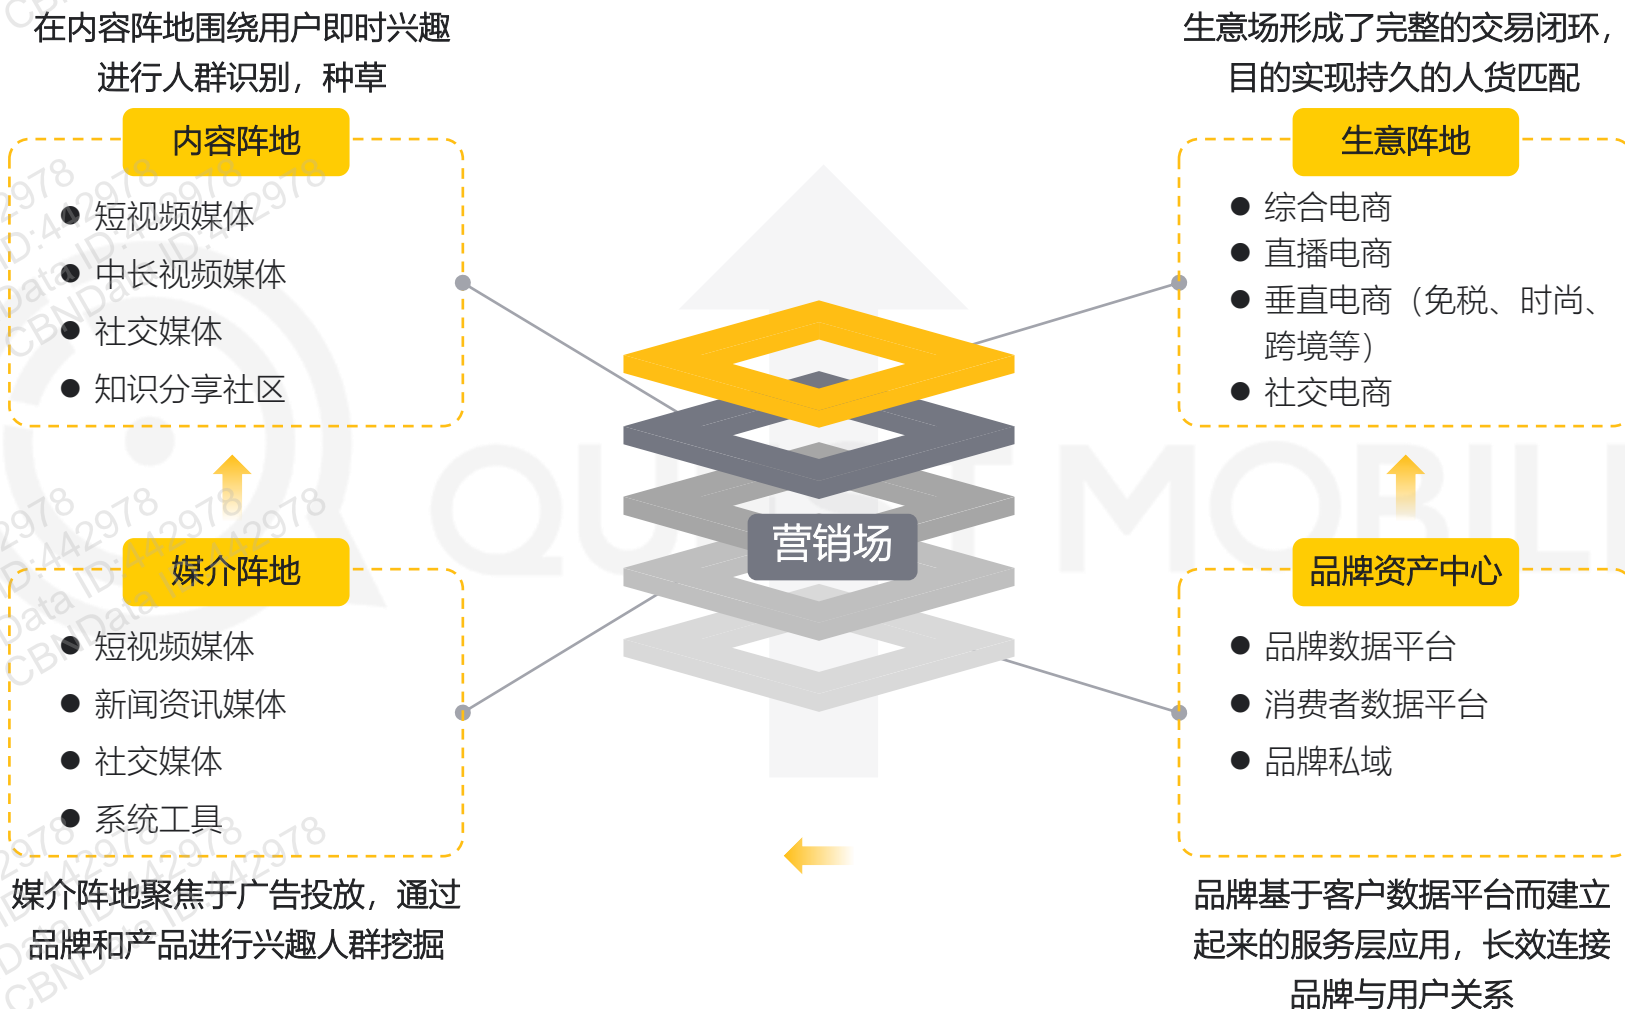 在内容阵地围绕用户即时兴趣
进行人群识别，种草
内容阵地
短视频媒体
中长视频媒体
社交媒体
知识分享社区
媒介阵地
短视频媒体
新闻资讯媒体
社交媒体
系统工具
媒介阵地聚焦于广告投放，通过
品牌和产品进行兴趣人群挖掘
营销场
生意场形成了完整的交易闭环，
目的实现持久的人货匹配
生意阵地
综合电商
直播电商
垂直电商（免税、时尚、
跨境等）
社交电商
品牌资产中心
品牌数据平台
消费者数据平台
品牌私域
品牌基于客户数据平台而建立
起来的服务层应用，长效连接
品牌与用户关系
CBNData ID:442978
CBNData ID:442978
CBNData ID:442978